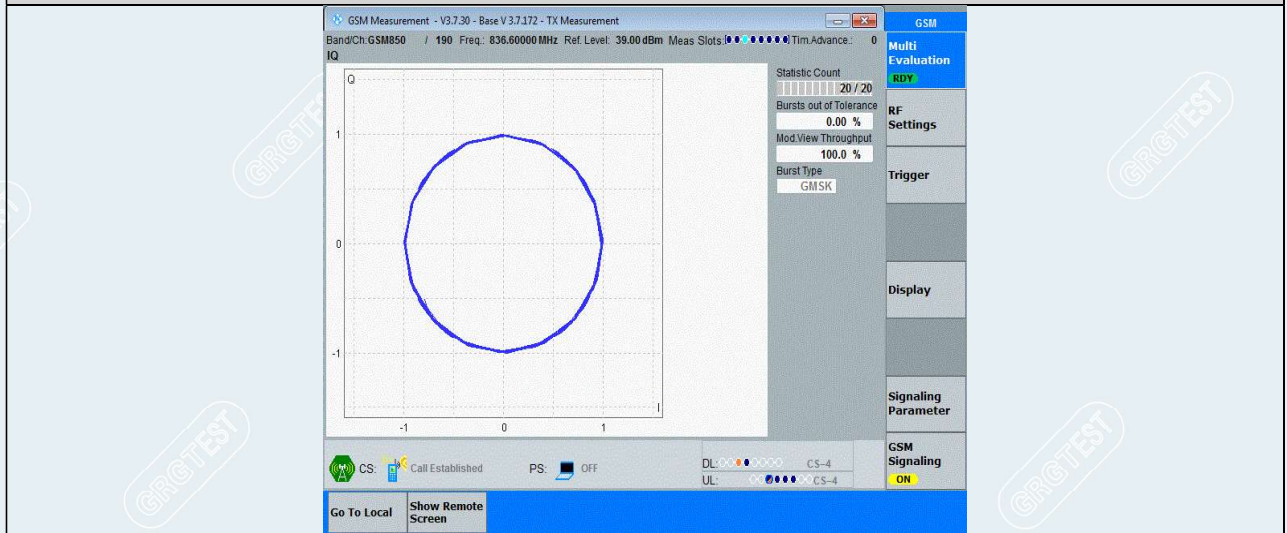 GSM Measurement - V3.7.30 - Base V 3.7.172 - TX Measurement
GSM
Band/Ch:GSM850 / 190 Freq.: 836.60000 MHz Ref. Level: 39.00 dBm Meas Slots: Tim.Advance.: 0
IQ
Multi
Evaluation
RDY
RF
Settings
Trigger
Display
Signaling
Parameter
GSM
Signaling
ON
Q
1
0
-1
I
-1 0 1
Statistic Count
20 / 20
Bursts out of Tolerance
0.00 %
Mod.View Throughput
100.0 %
Burst Type
GMSK
CS: Call Established PS: OFF
DL: CS-4
UL: CS-4
Go To Local
Show Remote
Screen
GRGTEST
GRGTEST
GRGTEST
GRGTEST